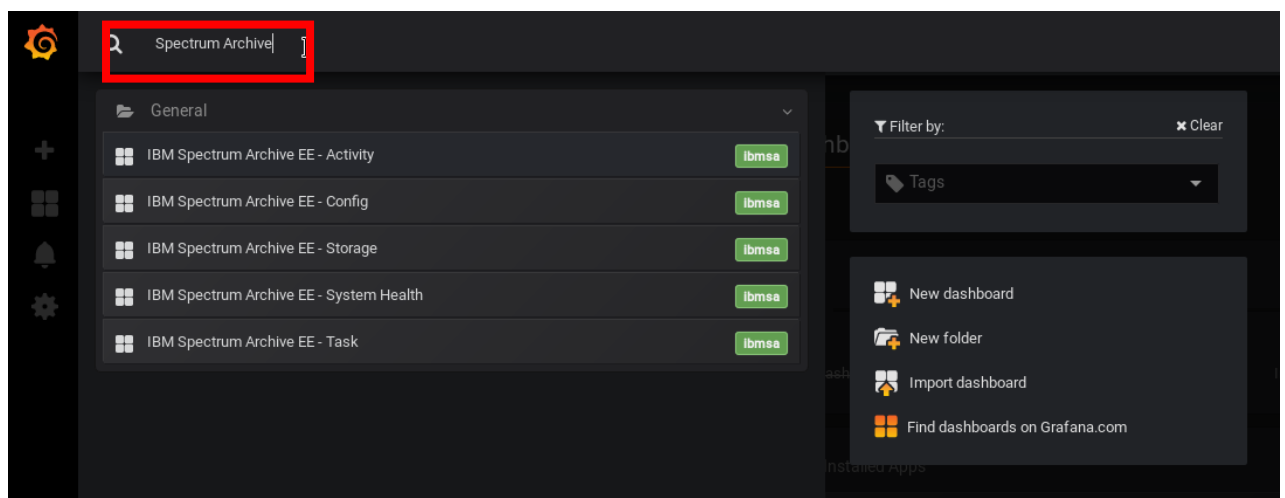 Spectrum Archive
General
IBM Spectrum Archive EE - Activity
ibmsa
IBM Spectrum Archive EE - Config
ibmsa
IBM Spectrum Archive EE - Storage
ibmsa
IBM Spectrum Archive EE - System Health
ibmsa
IBM Spectrum Archive EE - Task
ibmsa
Filter by:
Clear
Tags
New dashboard
New folder
Import dashboard
Find dashboards on Grafana.com
Installed Apps